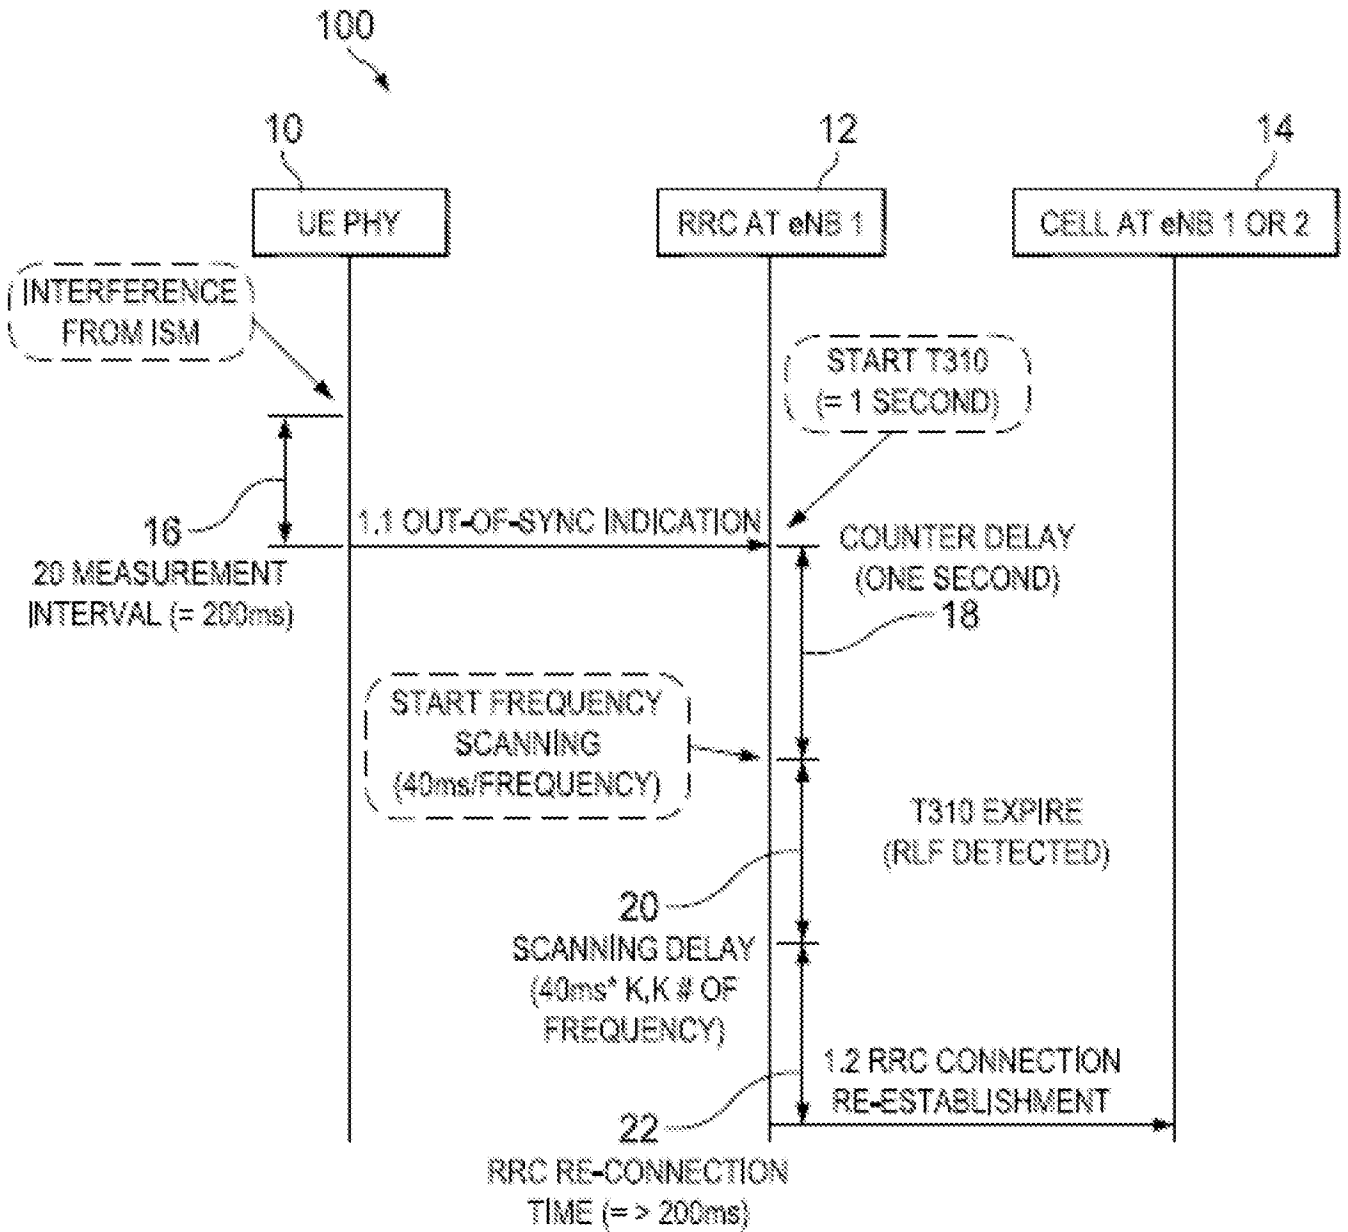 100
10
12
14
UE PHY
RRC AT eNB 1
CELL AT eNB 1 OR 2
INTERFERENCE
FROM ISM
START T310
(= 1 SECOND)
16
20 MEASUREMENT
INTERVAL (= 200ms)
1.1 OUT-OF-SYNC INDICATION
COUNTER DELAY
(ONE SECOND)
18
START FREQUENCY
SCANNING
(40ms/FREQUENCY)
T310 EXPIRE
(RLF DETECTED)
20
SCANNING DELAY
(40ms* K,K # OF
FREQUENCY)
1.2 RRC CONNECTION
RE-ESTABLISHMENT
22
RRC RE-CONNECTION
TIME (= > 200ms)